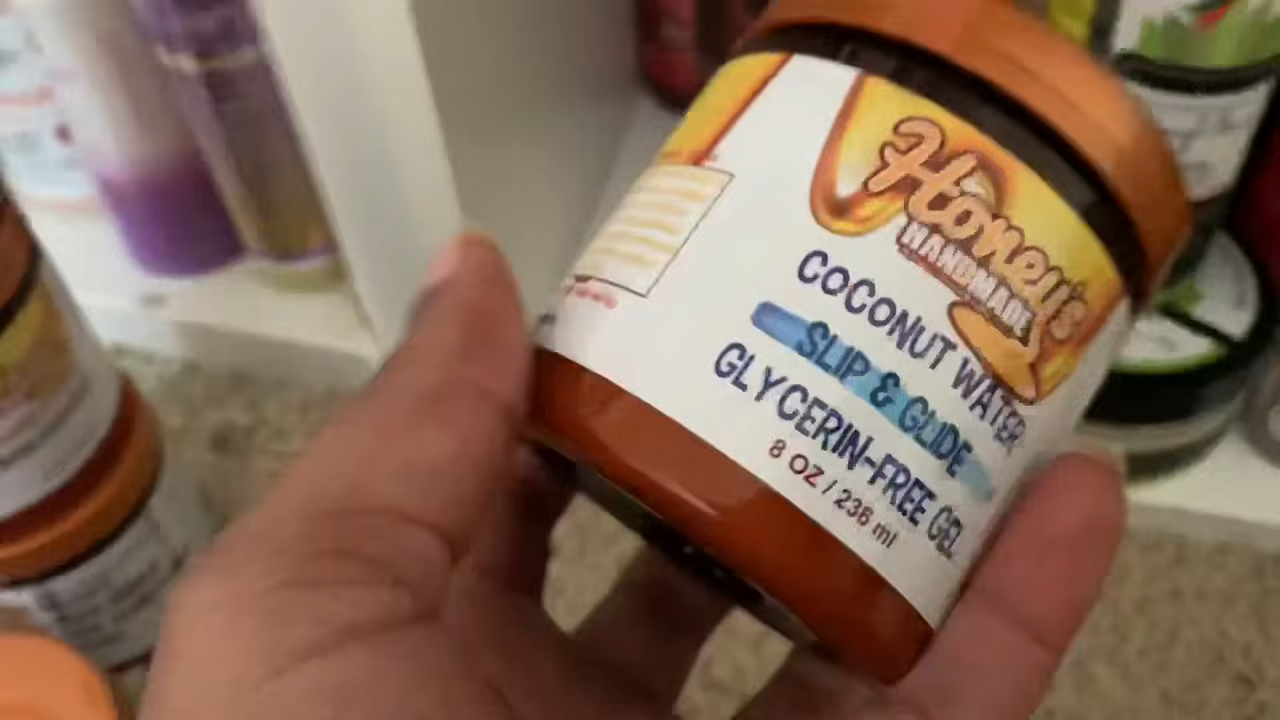 Honey's
HANDMADE
COCONUT WATER
SLIP & GLIDE
GLYCERIN-FREE GEL
8 OZ / 236 ml